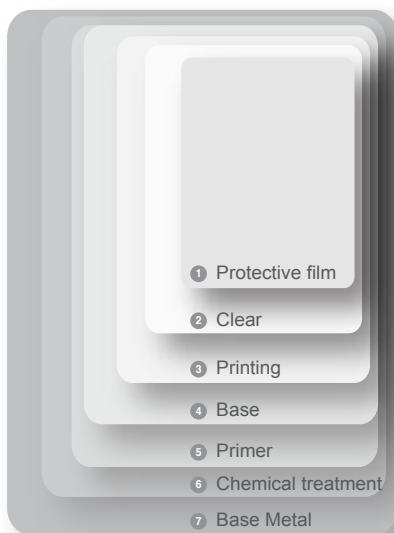 1 Protective film
2 Clear
3 Printing
4 Base
5 Primer
6 Chemical treatment
7 Base Metal